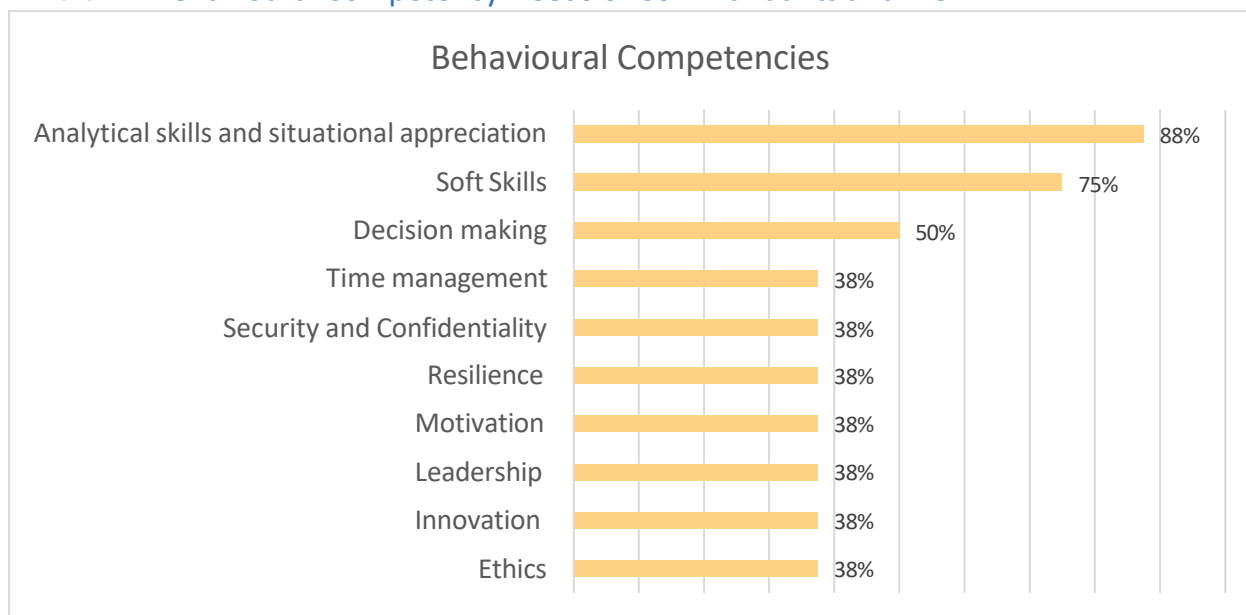 Behavioural Competencies
Analytical skills and situational appreciation 88%
Soft Skills 75%
Decision making 50%
Time management 38%
Security and Confidentiality 38%
Resilience 38%
Motivation 38%
Leadership 38%
Innovation 38%
Ethics 38%